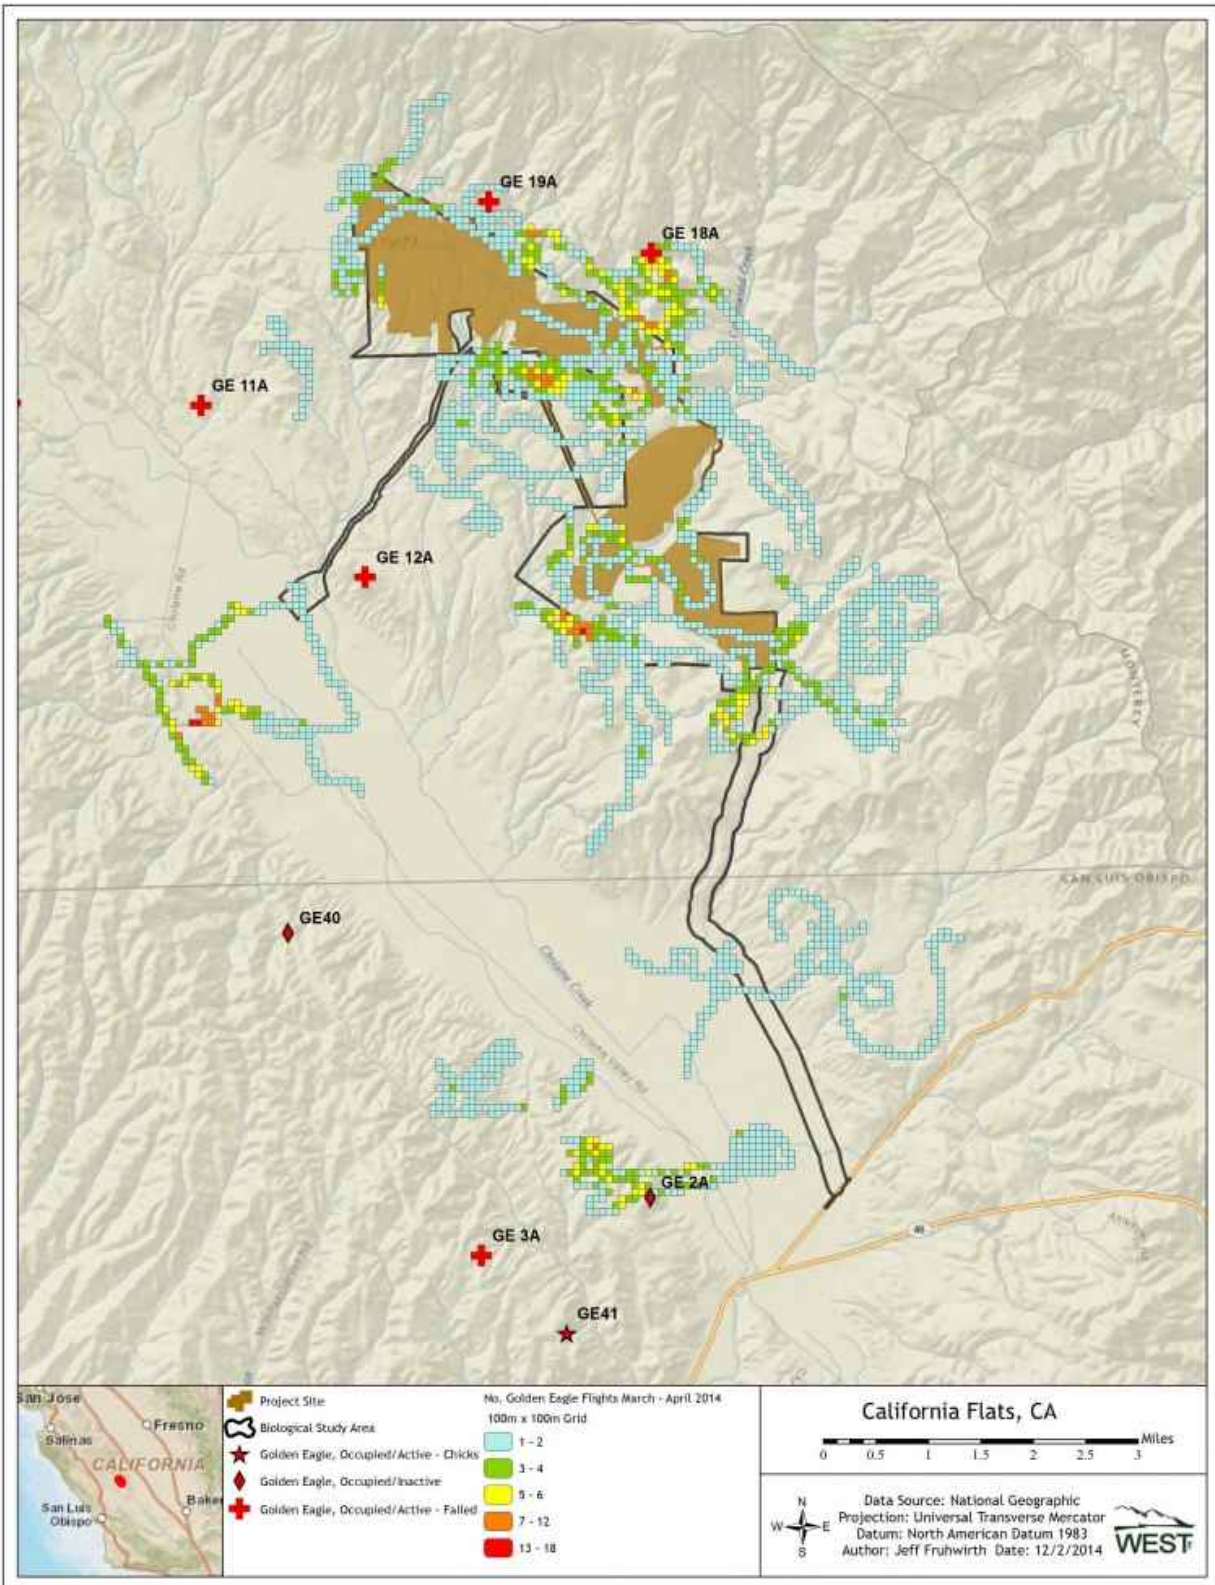 GE 19A
GE 18A
GE 11A
GE 12A
MONTEREY
SAN LUIS OBISPO
GE40
Cholame Creek
Cholame Valley Rd
GE 2A
GE 3A
GE41
San Jose
Salinas
Fresno
CALIFORNIA
San Luis
Obispo
Baker
Project Site
Biological Study Area
Golden Eagle, Occupied/Active - Chicks
Golden Eagle, Occupied/Inactive
Golden Eagle, Occupied/Active - Failed
No. Golden Eagle Flights March - April 2014
100m x 100m Grid
1 - 2
3 - 4
5 - 6
7 - 12
13 - 18
California Flats, CA
Miles
0 0.5 1 1.5 2 2.5 3
N
W E
S
Data Source: National Geographic
Projection: Universal Transverse Mercator
Datum: North American Datum 1983
Author: Jeff Fruhwirth Date: 12/2/2014
WEST